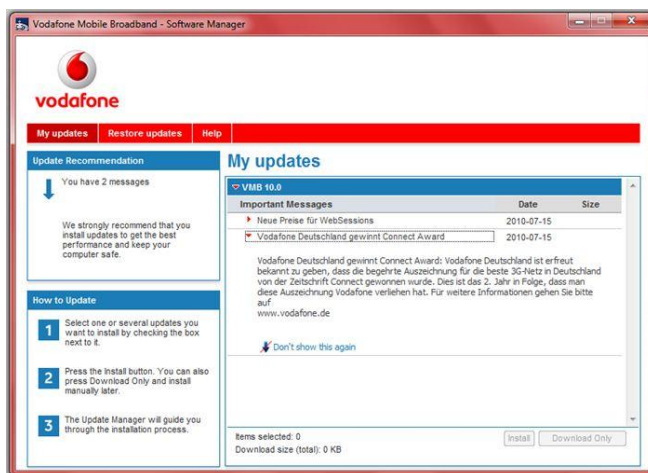 Vodafone Mobile Broadband - Software Manager
vodafone
My updates Restore updates Help
Update Recommendation
You have 2 messages
We strongly recommend that you
install updates to get the best
performance and keep your
computer safe.
How to Update
1 Select one or several updates you
want to install by checking the box
next to it.
2 Press the Install button. You can also
press Download Only and install
manually later.
3 The Update Manager will guide you
through the installation process.
My updates
VMB 10.0
Important Messages Date Size
Neue Preise für WebSessions 2010-07-15
Vodafone Deutschland gewinnt Connect Award 2010-07-15
Vodafone Deutschland gewinnt Connect Award: Vodafone Deutschland ist erfreut
bekannt zu geben, dass die begehrte Auszeichnung für die beste 3G-Netz in Deutschland
von der Zeitschrift Connect gewonnen wurde. Dies ist das 2. Jahr in Folge, dass man
diese Auszeichnung Vodafone verliehen hat. Für weitere Informationen gehen Sie bitte
auf
www.vodafone.de
Don't show this again
Items selected: 0
Download size (total): 0 KB
Install Download Only